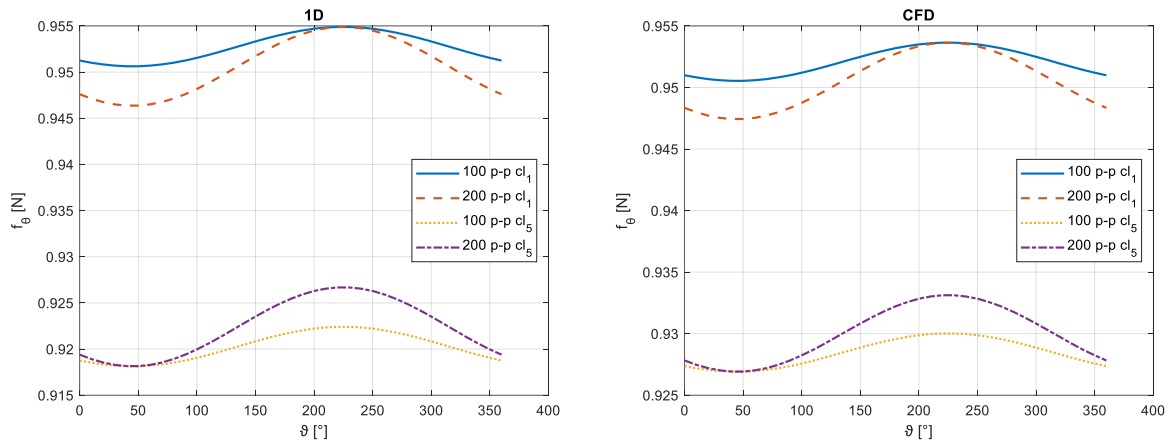 1D
0.955
0.95
0.945
0.94
0.935
0.93
0.925
0.92
0.915
f_θ [N]
0 50 100 150 200 250 300 350 400
ϑ [°]
100 p-p cl_1
200 p-p cl_1
100 p-p cl_5
200 p-p cl_5
CFD
0.955
0.95
0.945
0.94
0.935
0.93
0.925
f_θ [N]
0 50 100 150 200 250 300 350 400
ϑ [°]
100 p-p cl_1
200 p-p cl_1
100 p-p cl_5
200 p-p cl_5